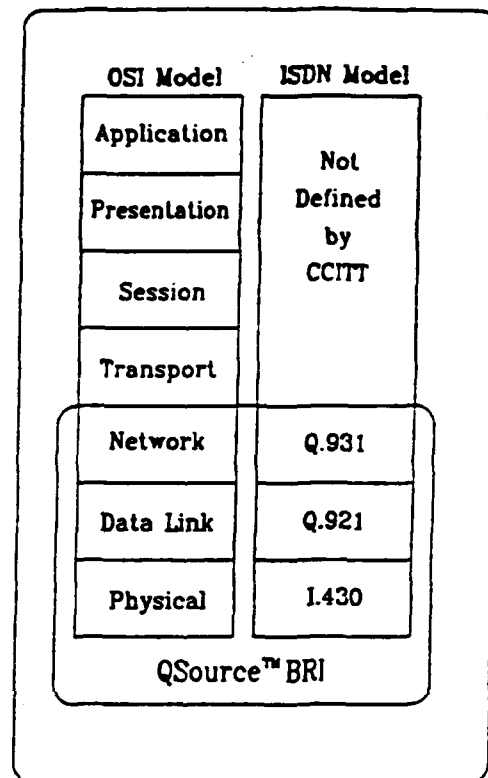 OSI Model ISDN Model
Application
Presentation
Session
Transport
Not
Defined
by
CCITT
Network Q.931
Data Link Q.921
Physical I.430
QSource™ BRI